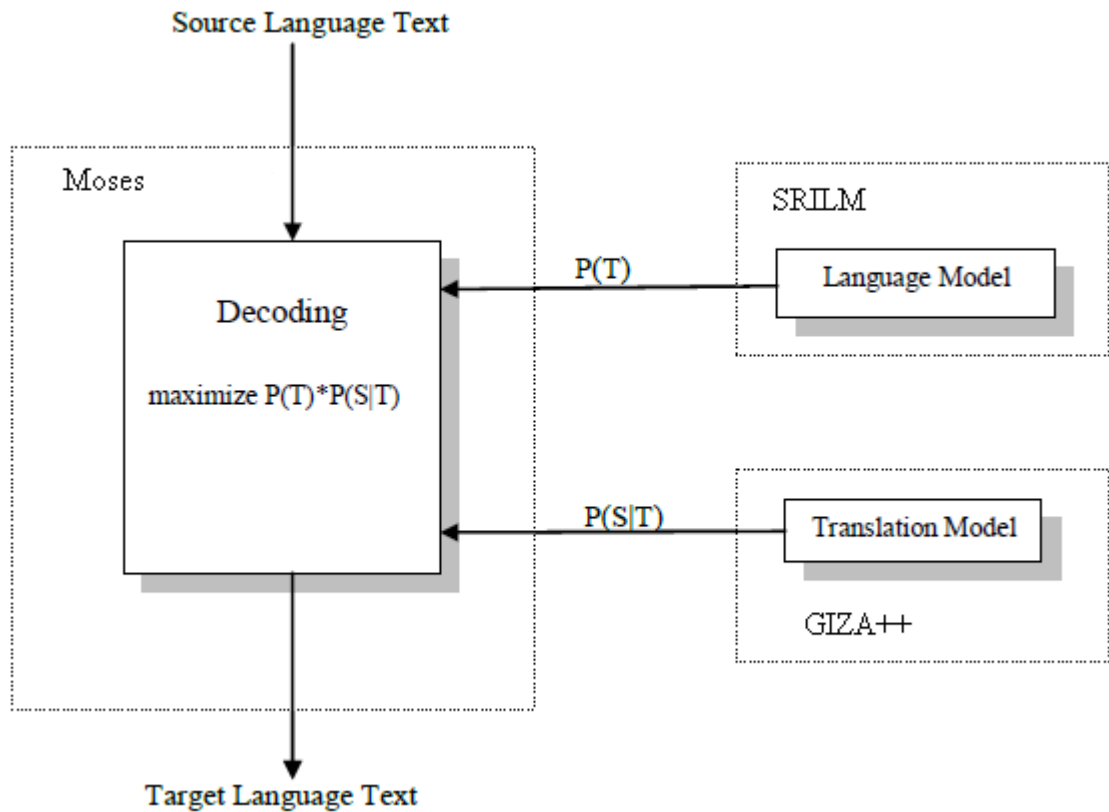 Source Language Text
Moses
SRILM
P(T)
Language Model
Decoding
maximize P(T)*P(S|T)
P(S|T)
Translation Model
GIZA++
Target Language Text